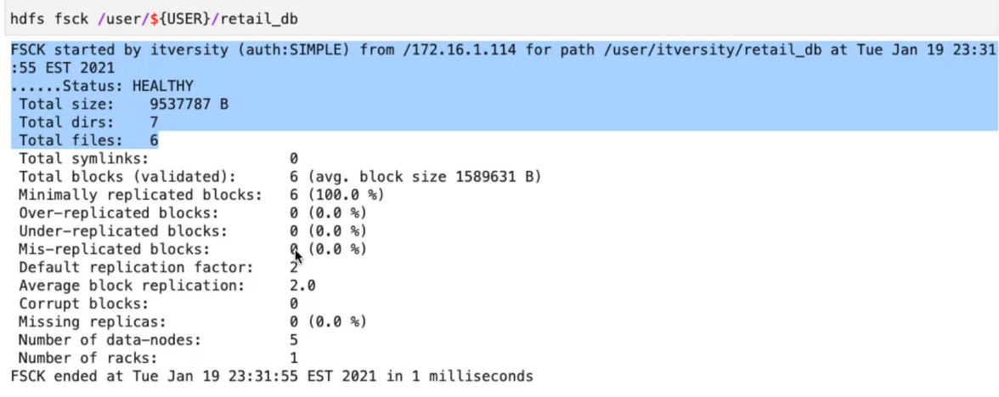 hdfs fsck /user/${USER}/retail_db
FSCK started by itversity (auth:SIMPLE) from /172.16.1.114 for path /user/itversity/retail_db at Tue Jan 19 23:31
:55 EST 2021
......Status: HEALTHY
Total size: 9537787 B
Total dirs: 7
Total files: 6
Total symlinks: 0
Total blocks (validated): 6 (avg. block size 1589631 B)
Minimally replicated blocks: 6 (100.0 %)
Over-replicated blocks: 0 (0.0 %)
Under-replicated blocks: 0 (0.0 %)
Mis-replicated blocks: 0 (0.0 %)
Default replication factor: 2
Average block replication: 2.0
Corrupt blocks: 0
Missing replicas: 0 (0.0 %)
Number of data-nodes: 5
Number of racks: 1
FSCK ended at Tue Jan 19 23:31:55 EST 2021 in 1 milliseconds